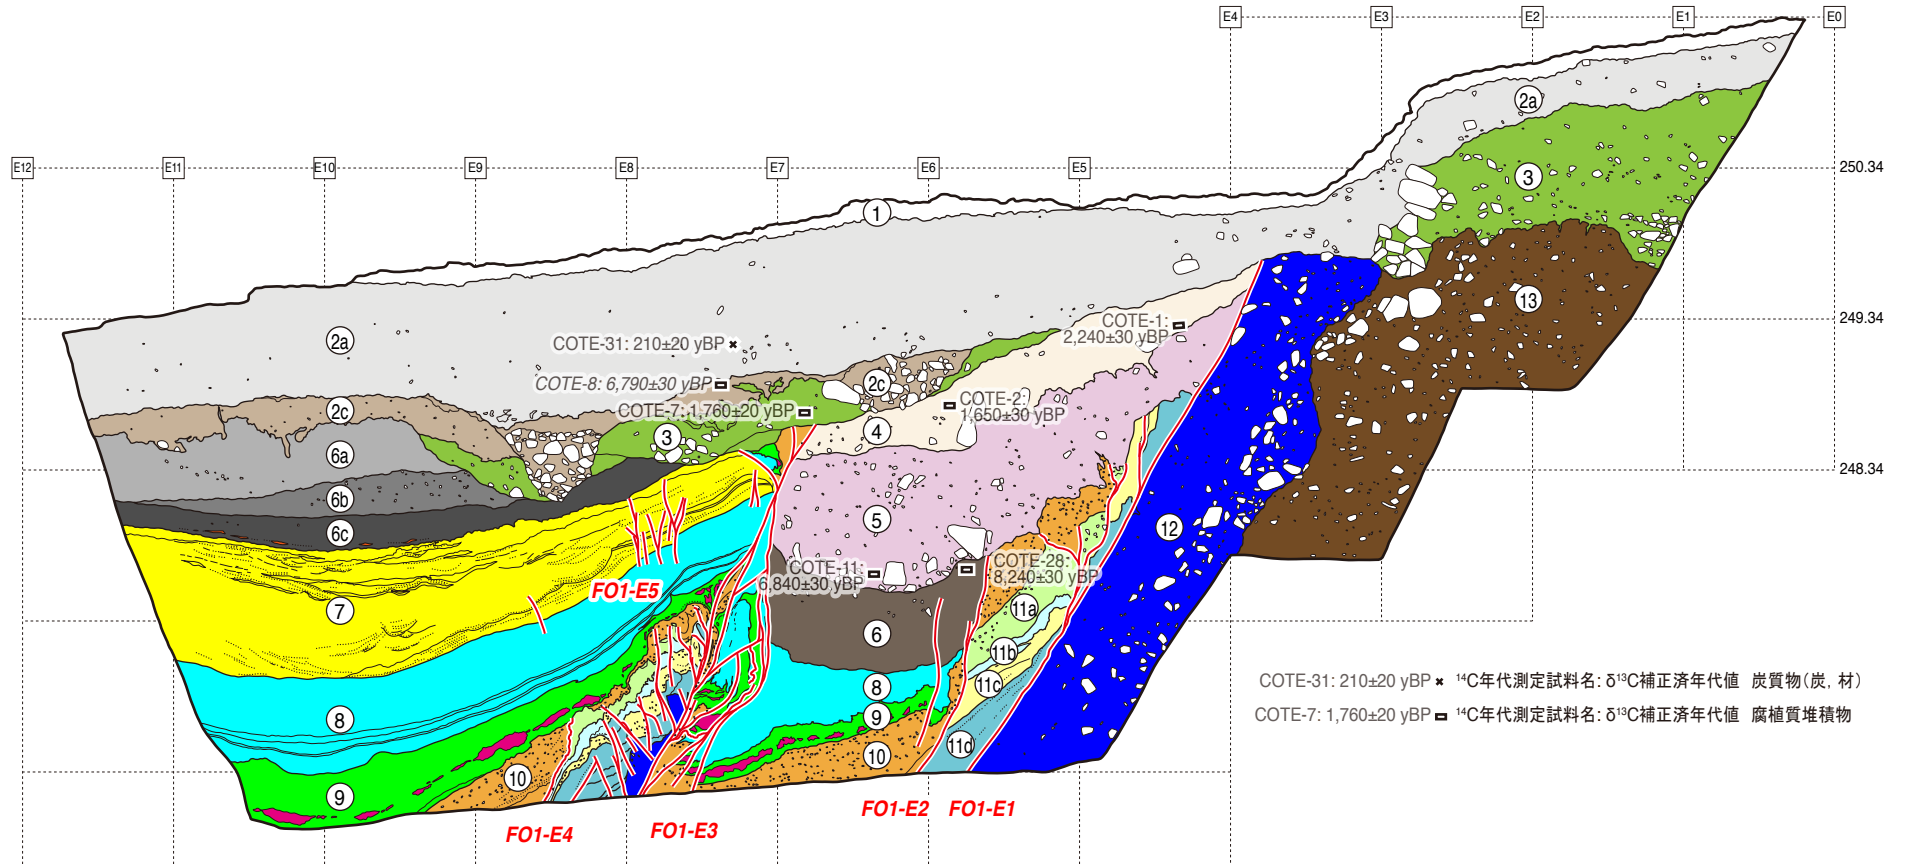 E4 E3 E2 E1 E0
E12 E11 E10 E9 E8 E7 E6 E5 250.34
2a
3
1
13
249.34
COTE-1:
2,240±30 yBP
2a
COTE-31: 210±20 yBP
COTE-8: 6,790±30 yBP
2c
COTE-2:
1,650±30 yBP
COTE-7: 1,760±20 yBP
2c
3
4
6a
248.34
6b
6c
5
12
COTE-11:
6,840±30 yBP
COTE-28:
8,240±30 yBP
FO1-E5
7
11a
6
11b
11c
8
8
9
10
11d
10
9
COTE-31: 210±20 yBP ¹⁴C年代測定試料名: δ¹³C補正済年代値 炭質物(炭, 材)
COTE-7: 1,760±20 yBP ¹⁴C年代測定試料名: δ¹³C補正済年代値 腐植質堆積物
FO1-E4
FO1-E3
FO1-E2
FO1-E1